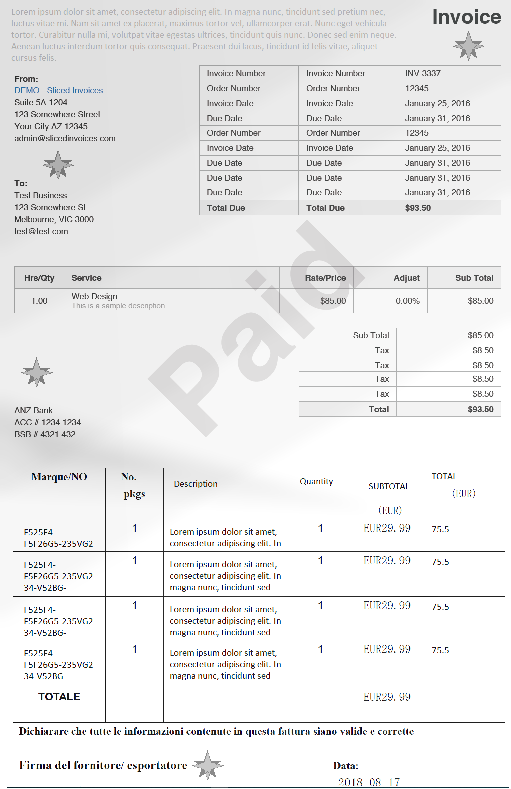 Lorem ipsum dolor sit amet, consectetur adipiscing elit. In magna nunc, tincidunt sed pretium nec,
luctus vitae mi. Nam sit amet ex placerat, maximus tortor vel, ullamcorper erat. Nunc eget vehicula
tortor. Curabitur nulla mi, volutpat vitae egestas ultrices, tincidunt quis nunc. Donec sed enim neque.
Aenean luctus interdum tortor quis consequat. Praesent dui lacus, tincidunt id felis vitae, aliquet
cursus felis.
Invoice
From:
DEMO - Sliced Invoices
Suite 5A-1204
123 Somewhere Street
Your City AZ 12345
admin@slicedinvoices.com
Invoice Number Invoice Number INV-3337
Order Number Order Number 12345
Invoice Date Invoice Date January 25, 2016
Due Date Due Date January 31, 2016
Order Number Order Number 12345
Invoice Date Invoice Date January 25, 2016
Due Date Due Date January 31, 2016
Due Date Due Date January 31, 2016
Due Date Due Date January 31, 2016
Total Due Total Due $93.50
To:
Test Business
123 Somewhere St
Melbourne, VIC 3000
test@test.com
Paid
Hrs/Qty Service Rate/Price Adjust Sub Total
1.00 Web Design $85.00 0.00% $85.00
This is a sample description
Sub Total $85.00
Tax $8.50
Tax $8.50
Tax $8.50
Tax $8.50
Total $93.50
ANZ Bank
ACC # 1234 1234
BSB # 4321 432
Marque/NO No. pkgs Description Quantity SUBTOTAL (EUR) TOTAL (EUR)
F525F4- 1 Lorem ipsum dolor sit amet, 1 EUR29.99 75.5
F5F26G5-235VG2 consectetur adipiscing elit. In
F525F4- 1 Lorem ipsum dolor sit amet, 1 EUR29.99 75.5
F5F26G5-235VG2 consectetur adipiscing elit. In
34-V52BG- magna nunc, tincidunt sed
F525F4- 1 Lorem ipsum dolor sit amet, 1 EUR29.99 75.5
F5F26G5-235VG2 consectetur adipiscing elit. In
34-V52BG- magna nunc, tincidunt sed
F525F4- 1 Lorem ipsum dolor sit amet, 1 EUR29.99 75.5
F5F26G5-235VG2 consectetur adipiscing elit. In
34-V52BG- magna nunc, tincidunt sed
TOTALE EUR29.99
Dichiarare che tutte le informazioni contenute in questa fattura siano valide e corrette
Firma del fornitore/ esportatore Data:
2018-08-17